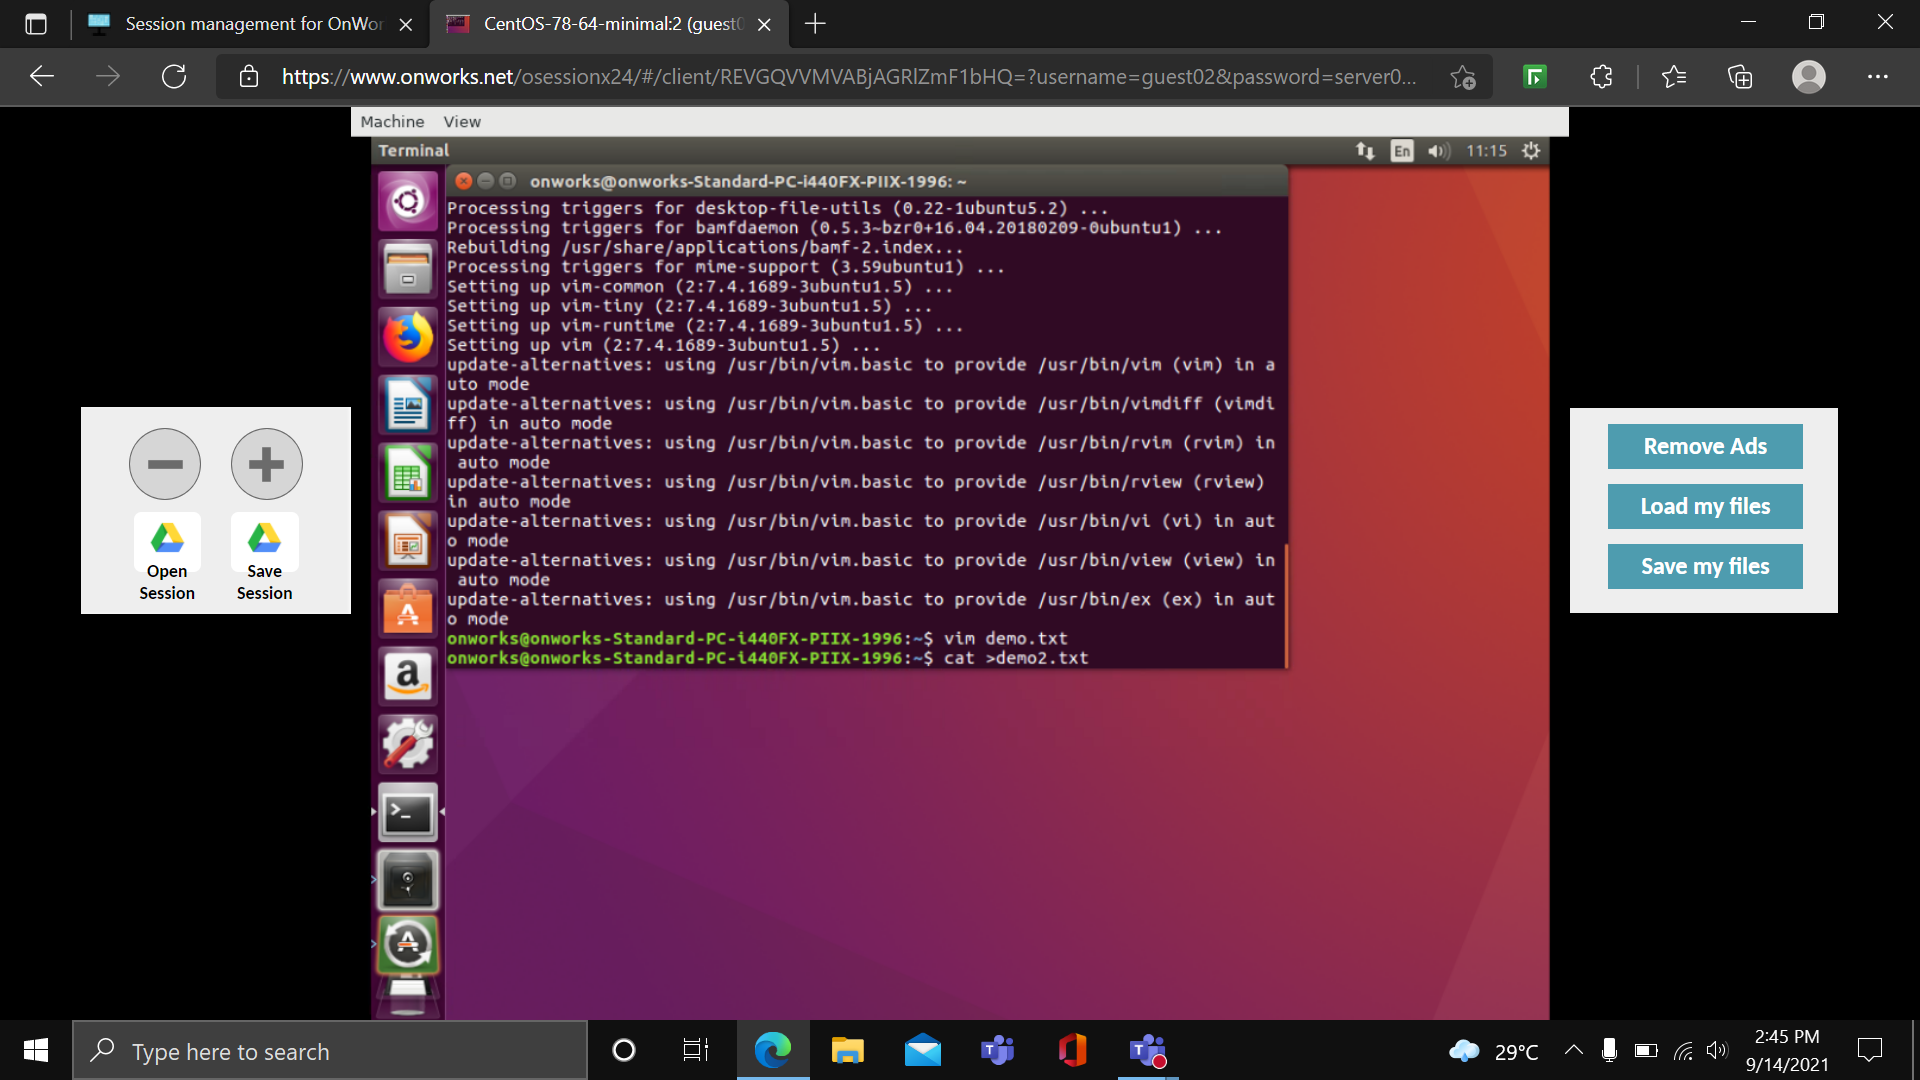 Session management for OnWor
CentOS-78-64-minimal:2 (guest0
https://www.onworks.net/osessionx24/#/client/REVGQVVMVABjAGRlZmF1bHQ=?username=guest02&password=server0...
Machine View
Terminal
En
11:15
onworks@onworks-Standard-PC-i440FX-PIIX-1996: ~
Processing triggers for desktop-file-utils (0.22-1ubuntu5.2) ...
Processing triggers for bamfdaemon (0.5.3~bzr0+16.04.20180209-0ubuntu1) ...
Rebuilding /usr/share/applications/bamf-2.index...
Processing triggers for mime-support (3.59ubuntu1) ...
Setting up vim-common (2:7.4.1689-3ubuntu1.5) ...
Setting up vim-tiny (2:7.4.1689-3ubuntu1.5) ...
Setting up vim-runtime (2:7.4.1689-3ubuntu1.5) ...
Setting up vim (2:7.4.1689-3ubuntu1.5) ...
update-alternatives: using /usr/bin/vim.basic to provide /usr/bin/vim (vim) in a
uto mode
update-alternatives: using /usr/bin/vim.basic to provide /usr/bin/vimdiff (vimdi
ff) in auto mode
update-alternatives: using /usr/bin/vim.basic to provide /usr/bin/rvim (rvim) in
 auto mode
update-alternatives: using /usr/bin/vim.basic to provide /usr/bin/rview (rview)
in auto mode
update-alternatives: using /usr/bin/vim.basic to provide /usr/bin/vi (vi) in aut
o mode
update-alternatives: using /usr/bin/vim.basic to provide /usr/bin/view (view) in
 auto mode
update-alternatives: using /usr/bin/vim.basic to provide /usr/bin/ex (ex) in aut
o mode
onworks@onworks-Standard-PC-i440FX-PIIX-1996:~$ vim demo.txt
onworks@onworks-Standard-PC-i440FX-PIIX-1996:~$ cat >demo2.txt
Open
Session
Save
Session
Remove Ads
Load my files
Save my files
Type here to search
29°C
2:45 PM
9/14/2021